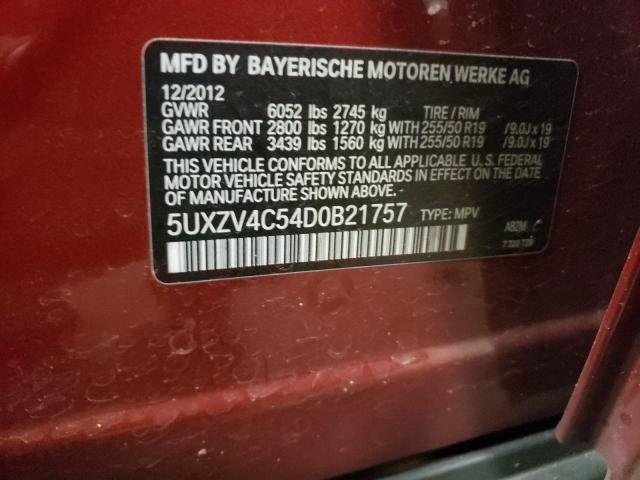 MFD BY BAYERISCHE MOTOREN WERKE AG
12/2012
GVWR 6052 lbs 2745 kg TIRE / RIM
GAWR FRONT 2800 lbs 1270 kg WITH 255/50 R19 /9.0J x 19
GAWR REAR 3439 lbs 1560 kg WITH 255/50 R19 /9.0J x 19
THIS VEHICLE CONFORMS TO ALL APPLICABLE U. S. FEDERAL
MOTOR VEHICLE SAFETY STANDARDS IN EFFECT ON THE DATE
OF MANUFACTURE SHOWN ABOVE.
5UXZV4C54D0B21757 TYPE: MPV
A82M